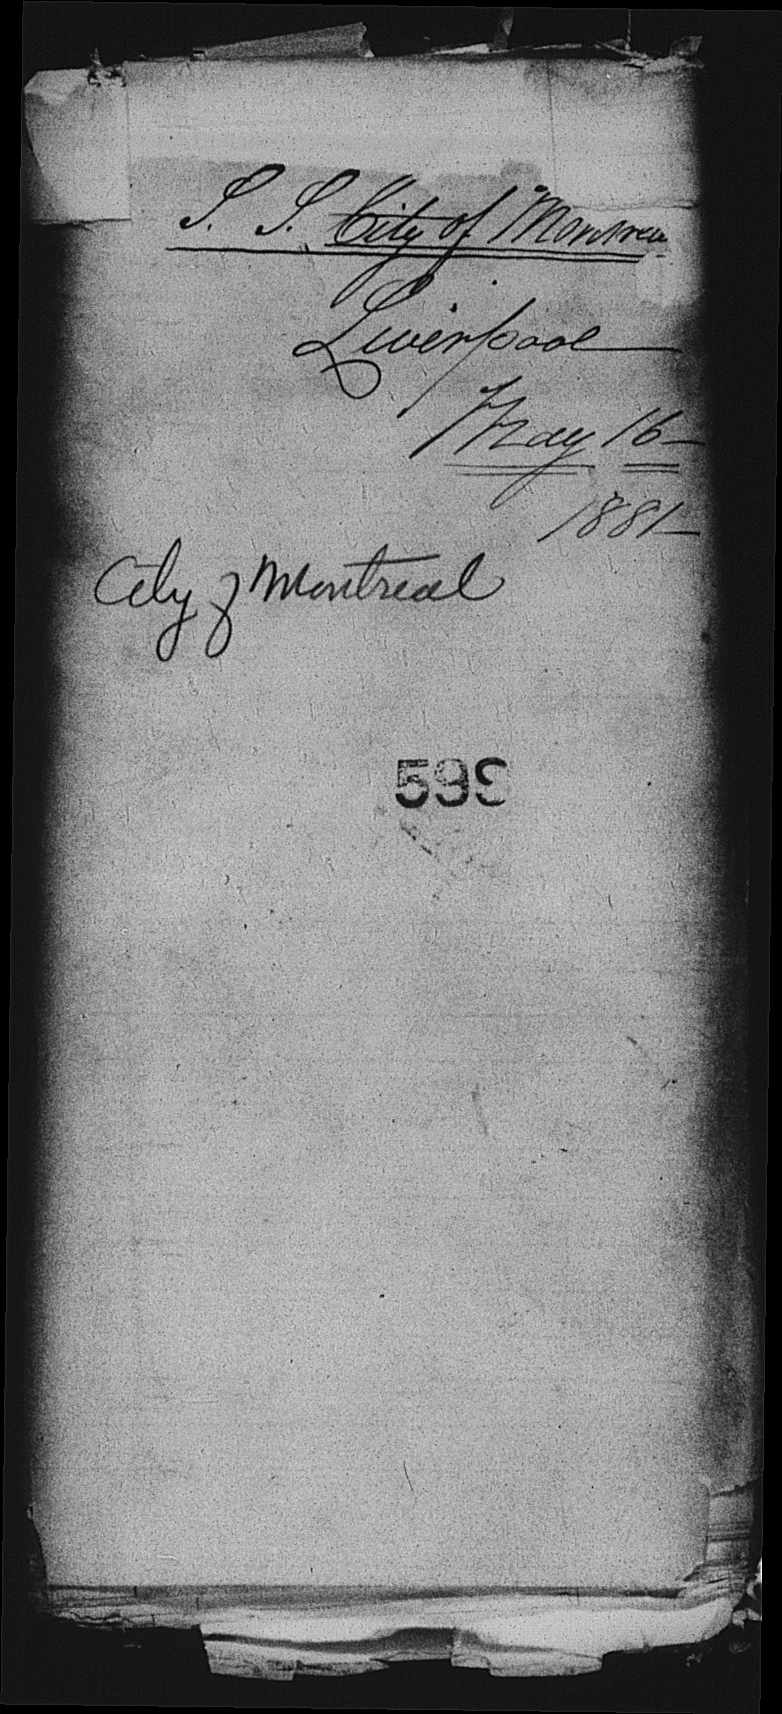 S. S. City of Montreal
Liverpool
May 16
1881
City of Montreal
599